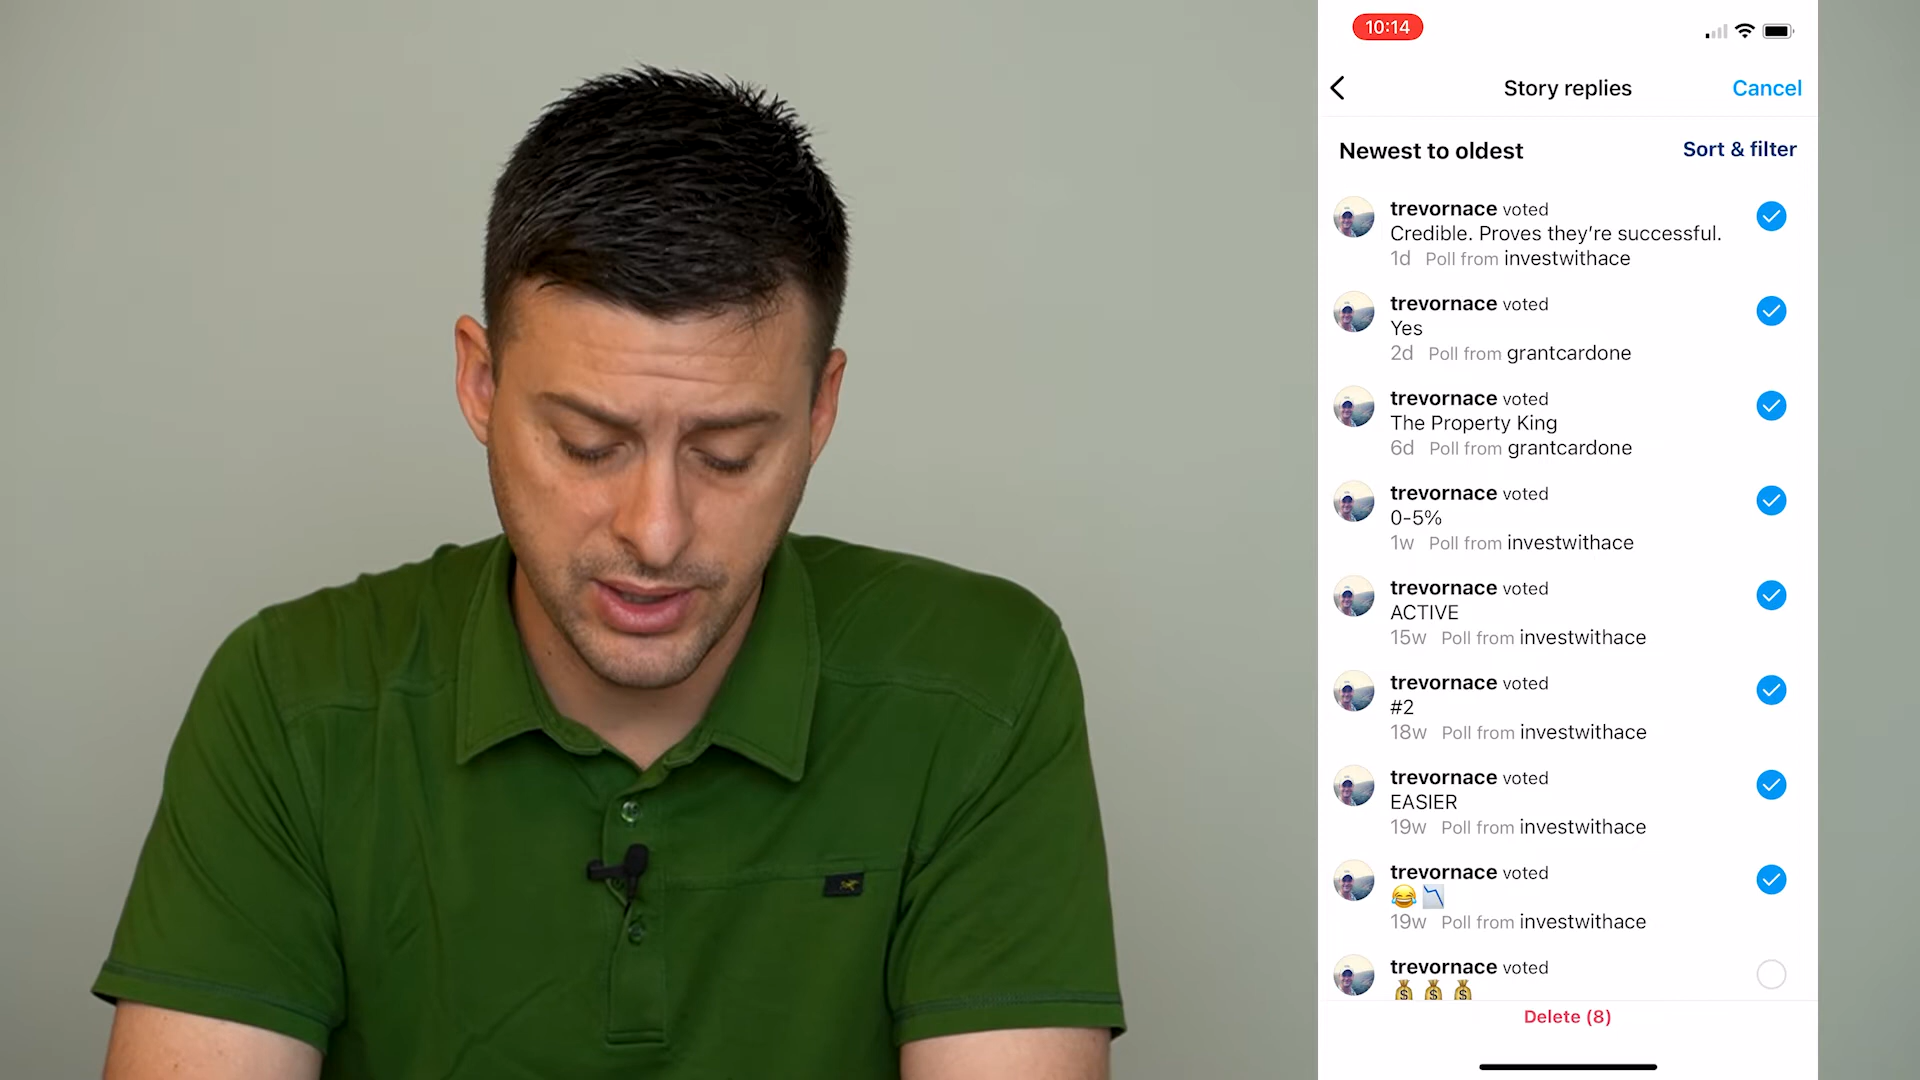 10:14
Story replies
Cancel
Newest to oldest
Sort & filter
trevornace voted
Credible. Proves they're successful.
1d Poll from investwithace
trevornace voted
Yes
2d Poll from grantcardone
trevornace voted
The Property King
6d Poll from grantcardone
trevornace voted
0-5%
1w Poll from investwithace
trevornace voted
ACTIVE
15w Poll from investwithace
trevornace voted
#2
18w Poll from investwithace
trevornace voted
EASIER
19w Poll from investwithace
trevornace voted
😂📉
19w Poll from investwithace
trevornace voted
💰💰💰
Delete (8)